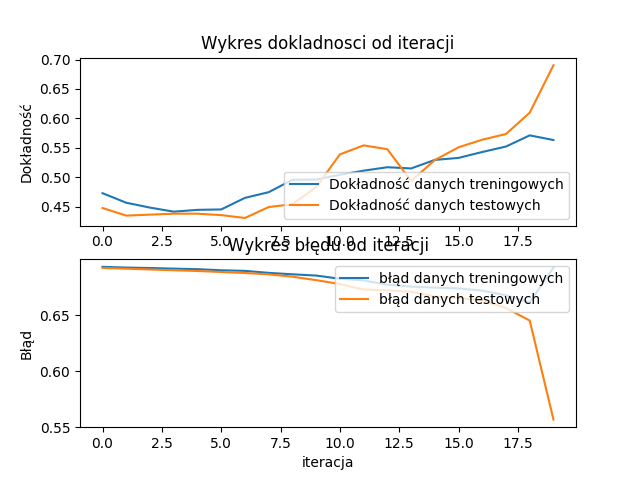 Wykres dokladnosci od iteracji
Dokładność
0.70
0.65
0.60
0.55
0.50
0.45
Dokładność danych treningowych
Dokładność danych testowych
0.0 2.5 5.0 7.5 10.0 12.5 15.0 17.5
Wykres błędu od iteracji
Błąd
0.65
0.60
0.55
błąd danych treningowych
błąd danych testowych
0.0 2.5 5.0 7.5 10.0 12.5 15.0 17.5
iteracja